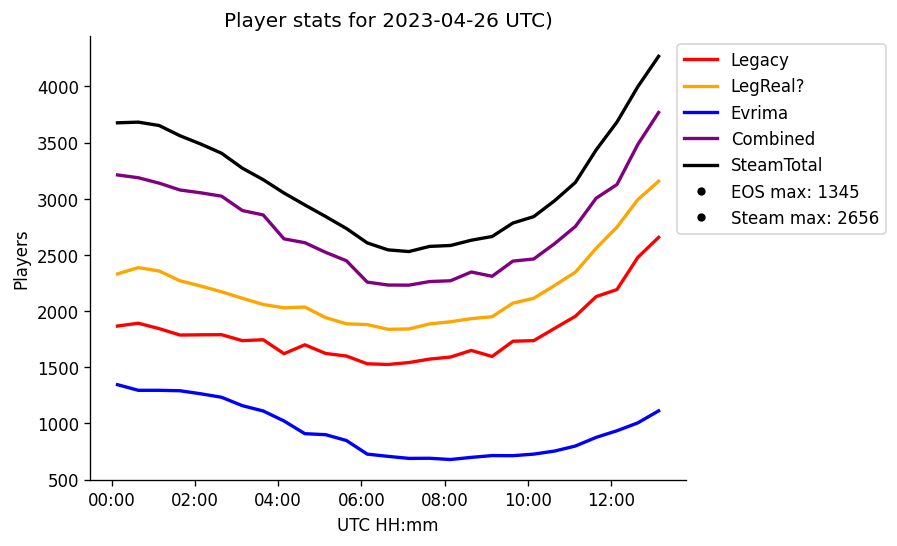 Player stats for 2023-04-26 UTC)
Legacy
LegReal?
Evrima
Combined
SteamTotal
EOS max: 1345
Steam max: 2656
Players
4000
3500
3000
2500
2000
1500
1000
500
00:00 02:00 04:00 06:00 08:00 10:00 12:00
UTC HH:mm